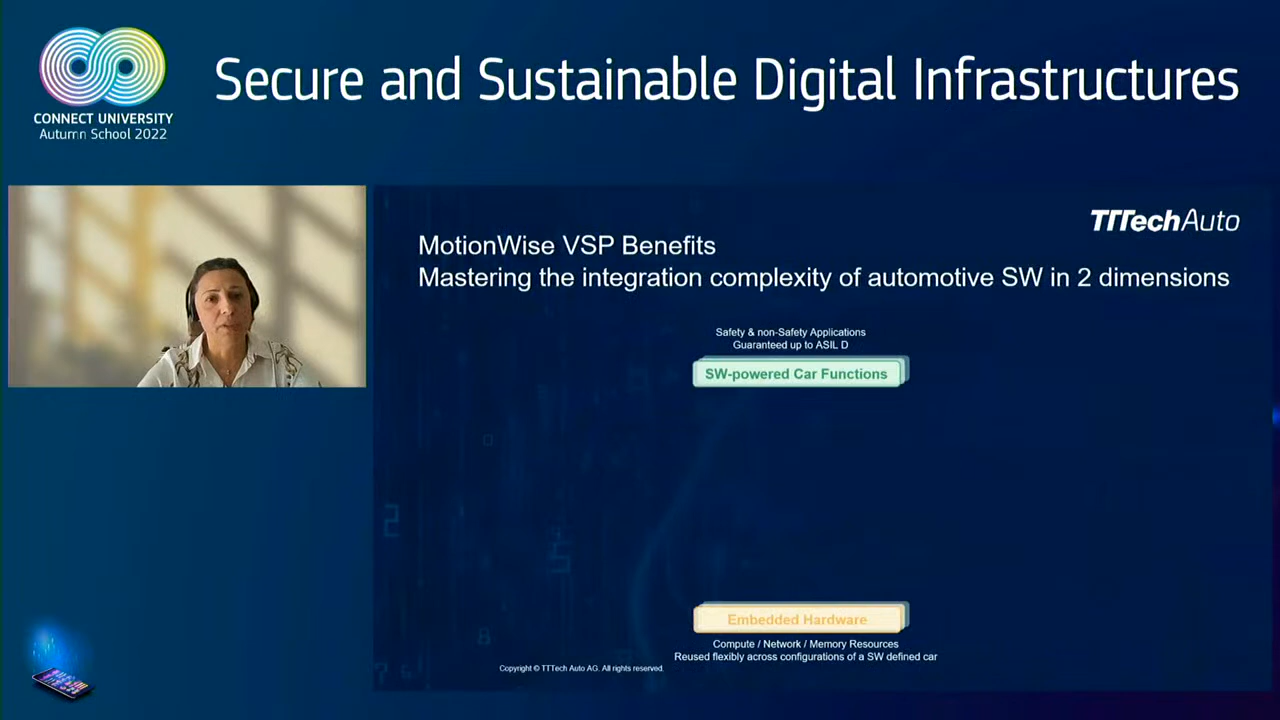 CONNECT UNIVERSITY
Autumn School 2022
Secure and Sustainable Digital Infrastructures
TTTechAuto
MotionWise VSP Benefits
Mastering the integration complexity of automotive SW in 2 dimensions
Safety & non-Safety Applications
Guaranteed up to ASIL D
SW-powered Car Functions
Embedded Hardware
Compute / Network / Memory Resources
Reused flexibly across configurations of a SW defined car
Copyright © TTTech Auto AG. All rights reserved.